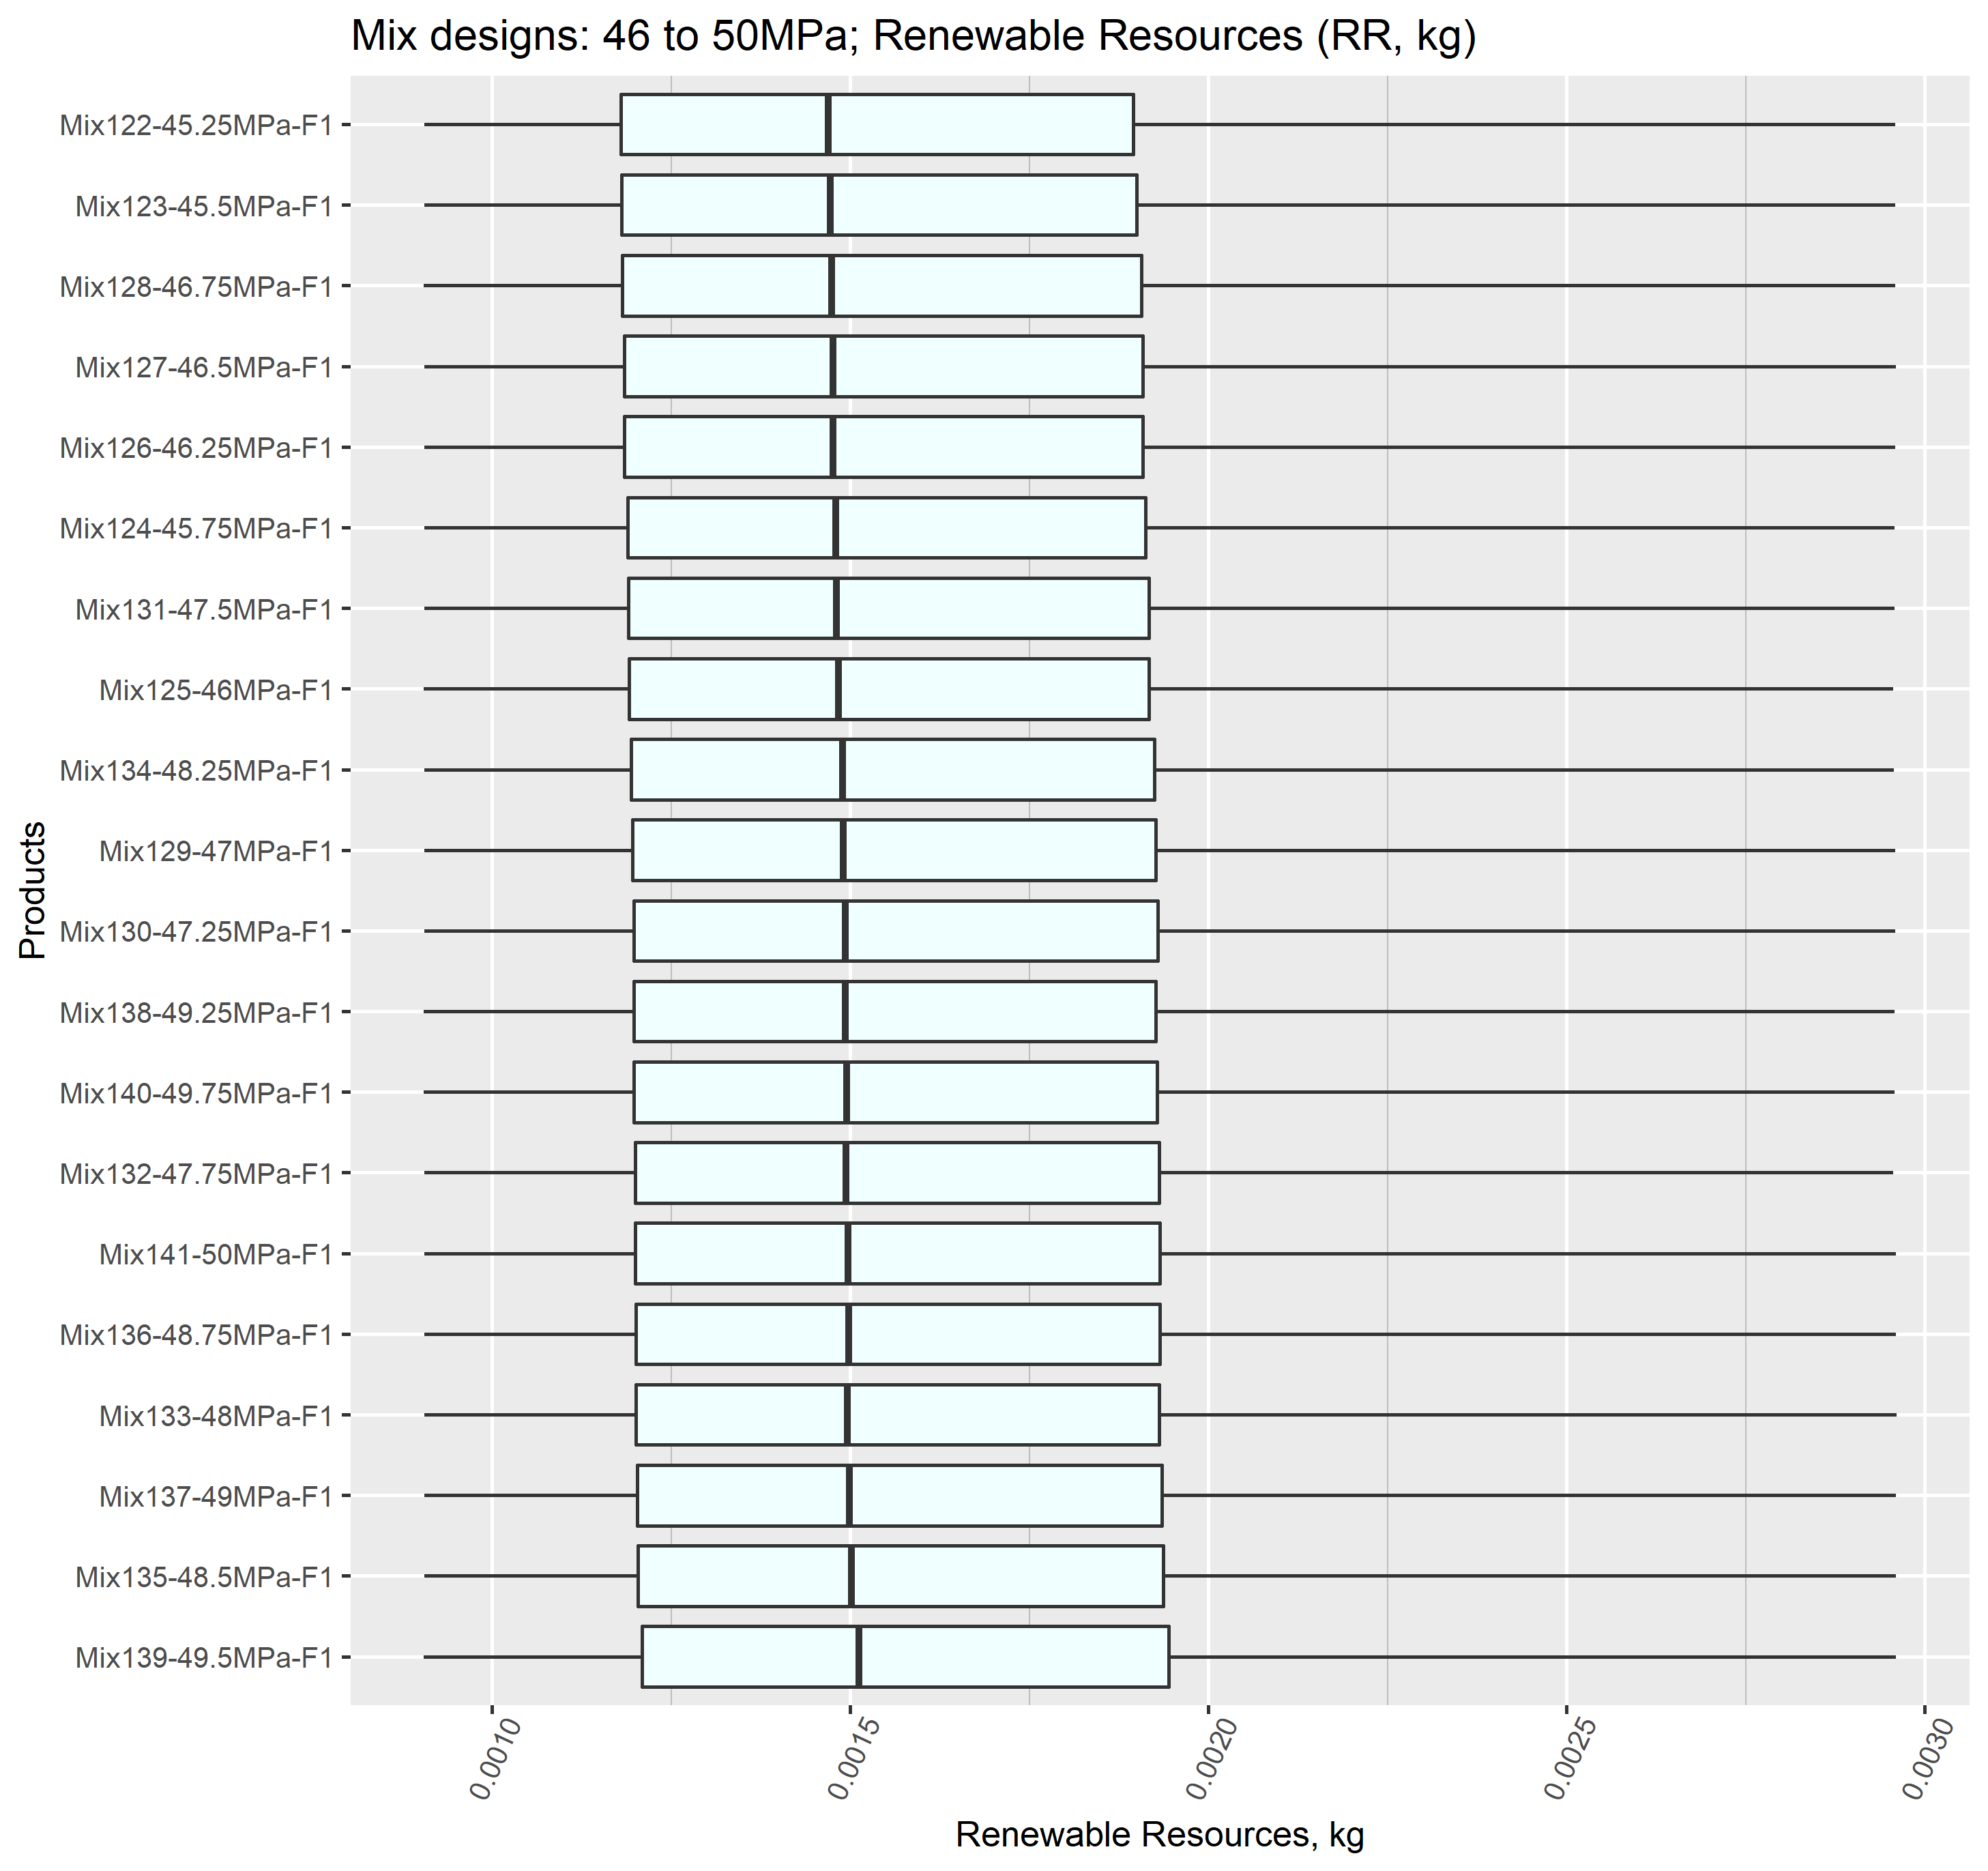 Mix designs: 46 to 50MPa; Renewable Resources (RR, kg)
Products
Mix122-45.25MPa-F1
Mix123-45.5MPa-F1
Mix128-46.75MPa-F1
Mix127-46.5MPa-F1
Mix126-46.25MPa-F1
Mix124-45.75MPa-F1
Mix131-47.5MPa-F1
Mix125-46MPa-F1
Mix134-48.25MPa-F1
Mix129-47MPa-F1
Mix130-47.25MPa-F1
Mix138-49.25MPa-F1
Mix140-49.75MPa-F1
Mix132-47.75MPa-F1
Mix141-50MPa-F1
Mix136-48.75MPa-F1
Mix133-48MPa-F1
Mix137-49MPa-F1
Mix135-48.5MPa-F1
Mix139-49.5MPa-F1
0.0010
0.0015
0.0020
0.0025
0.0030
Renewable Resources, kg